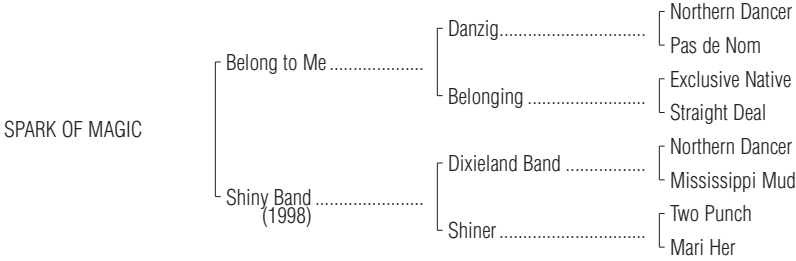 Northern Dancer
Danzig..............................
Pas de Nom
Belong to Me ....................
Exclusive Native
Belonging ........................
Straight Deal
SPARK OF MAGIC
Northern Dancer
Dixieland Band .................
Mississippi Mud
Shiny Band .......................
(1998)
Two Punch
Shiner ..............................
Mari Her